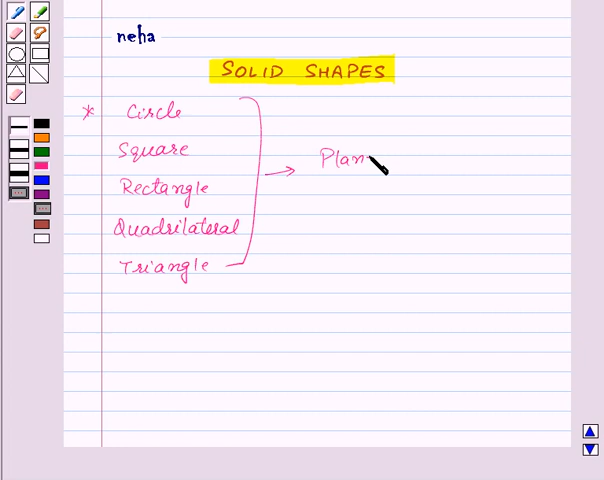 neha
SOLID SHAPES
* Circle
Square
Plan
Rectangle
Quadrilateral
Triangle